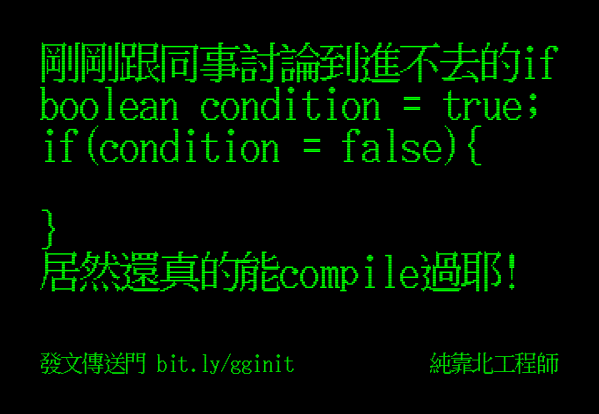 剛剛跟同事討論到進不去的if
boolean condition = true;
if(condition = false){
}
居然還真的能compile過耶!
發文傳送門 bit.ly/gginit
純靠北工程師